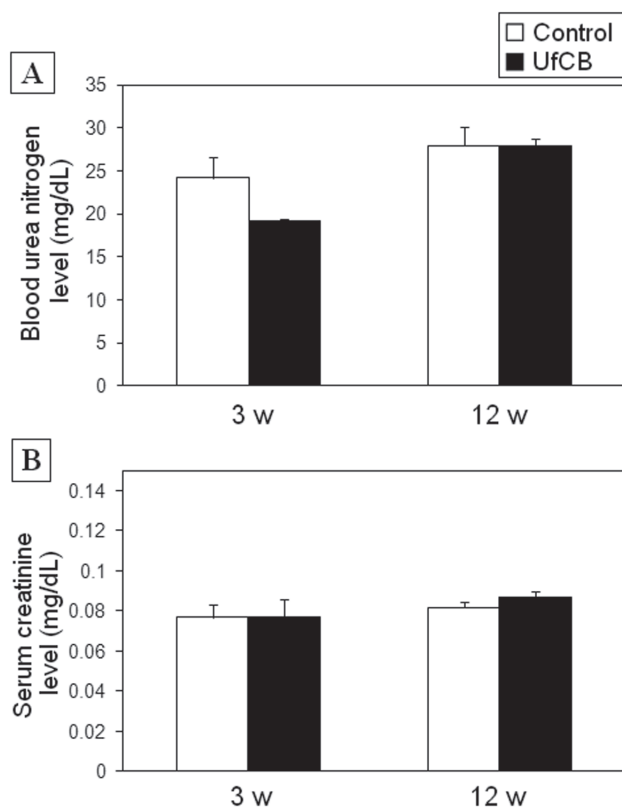 Control
UfCB
A
Blood urea nitrogen
level (mg/dL)
35
30
25
20
15
10
5
0
3 w
12 w
B
Serum creatinine
level (mg/dL)
0.14
0.12
0.1
0.08
0.06
0.04
0.02
0
3 w
12 w